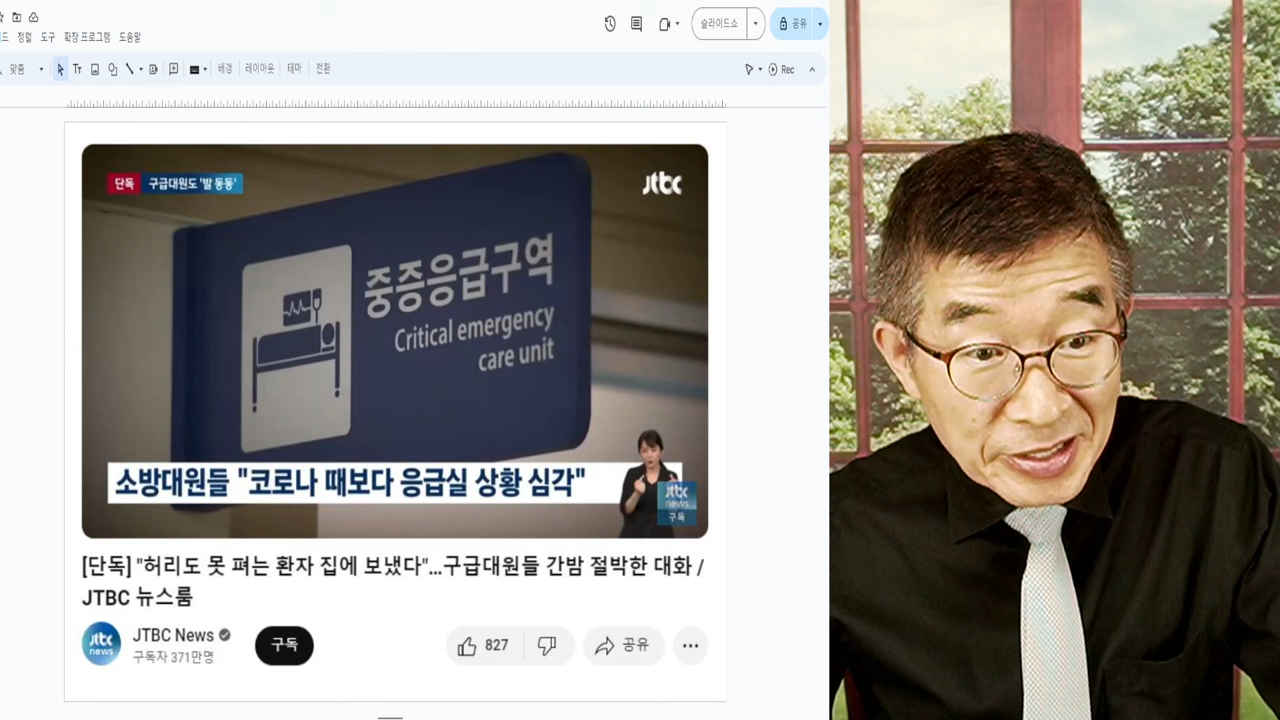 슬라이드쇼
공유
정렬 도구 확장 프로그램 도움말
맞춤
Tr
배경 레이아웃 테마 전환
Rec
단독 구급대원도 '발 동동'
jtbc
중증응급구역
Critical emergency
care unit
소방대원들 "코로나 때보다 응급실 상황 심각"
jtbc
news
구독
[단독] "허리도 못 펴는 환자 집에 보냈다"…구급대원들 간밤 절박한 대화 /
JTBC 뉴스룸
jtbc
news
JTBC News
구독자 371만명
구독
827
공유